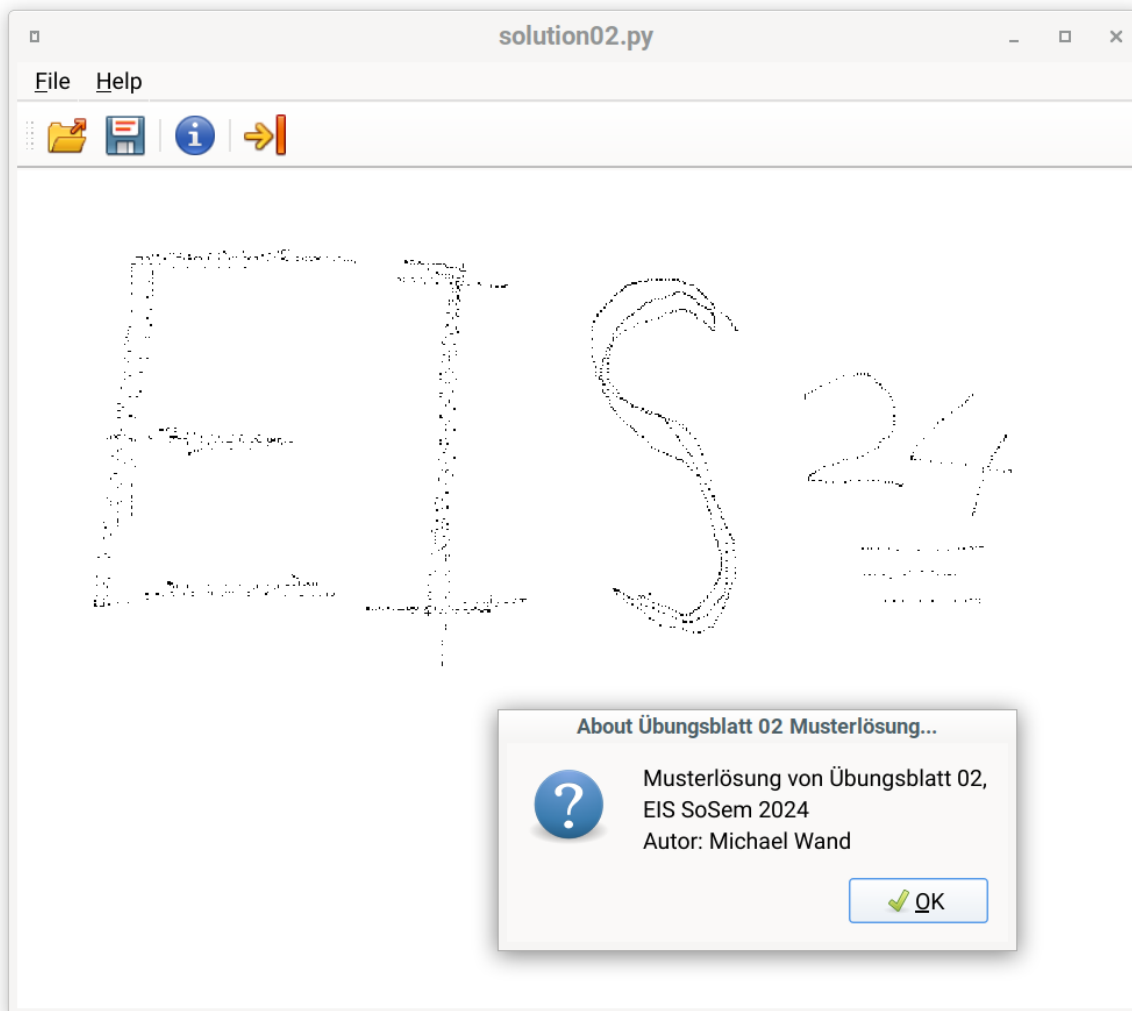 solution02.py
File Help
EIS 24
About Übungsblatt 02 Musterlösung...
Musterlösung von Übungsblatt 02,
EIS SoSem 2024
Autor: Michael Wand
OK